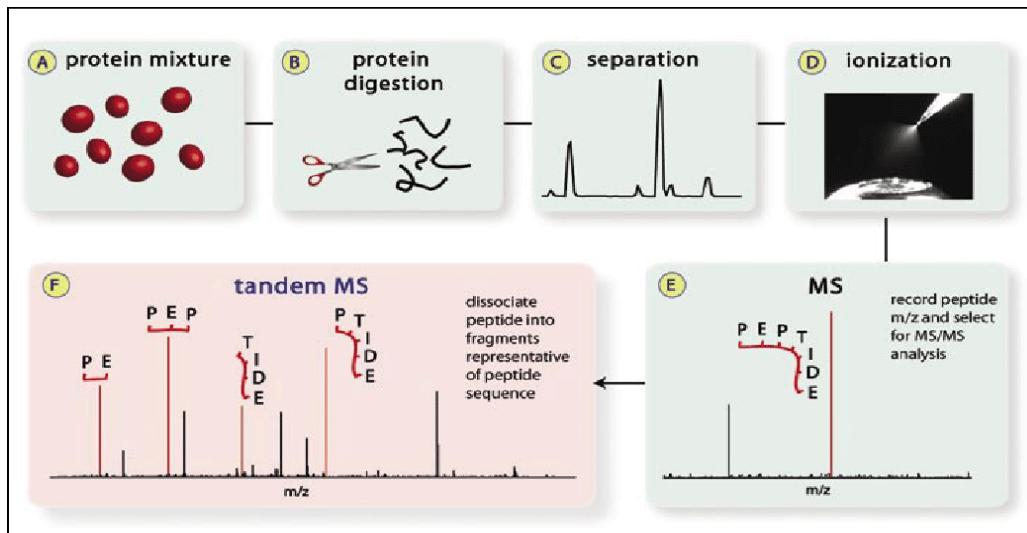 A protein mixture
B protein
digestion
C separation
D ionization
F tandem MS
dissociate
peptide into
fragments
representative
of peptide
sequence
P E
P E P
T
I
D
E
P T
I
D
E
m/z
E MS
record peptide
m/z and select
for MS/MS
analysis
P E P T
I
D
E
m/z